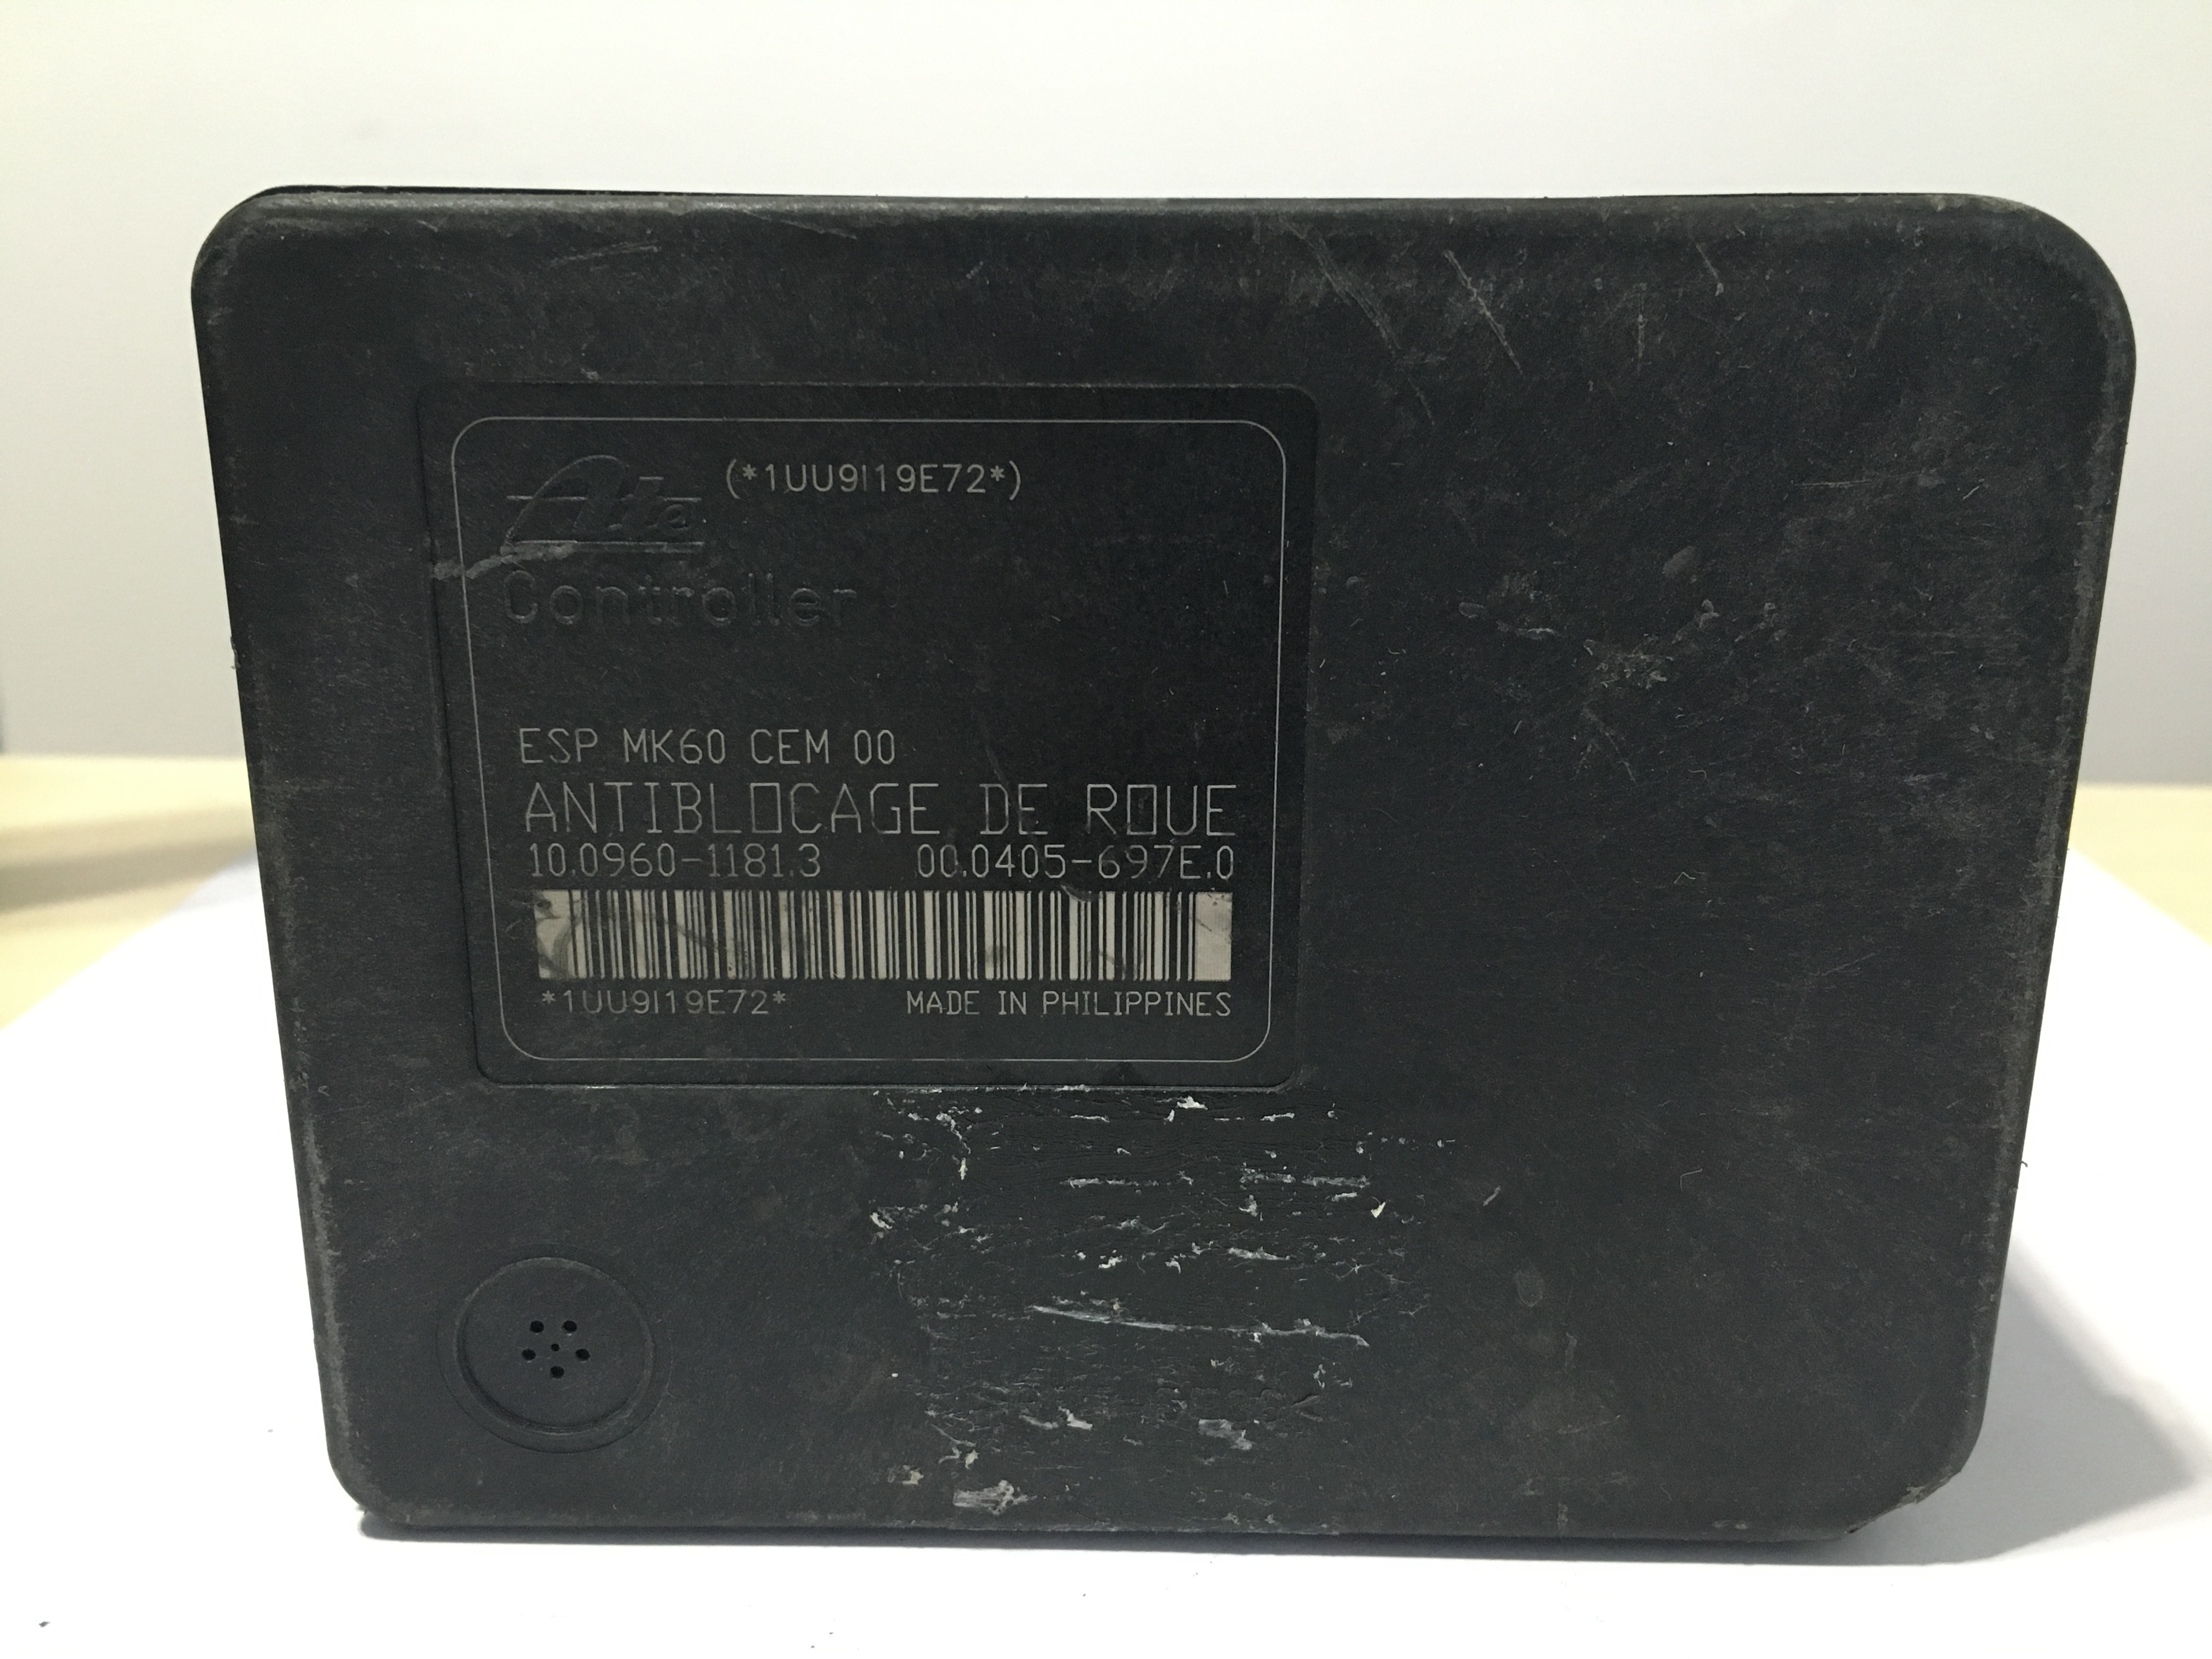 Ate (*1UU9I19E72*)
Controller
ESP MK60 CEM 00
ANTIBLOCAGE DE ROUE
10.0960-1181.3 00.0405-697E.0
*1UU9I19E72* MADE IN PHILIPPINES